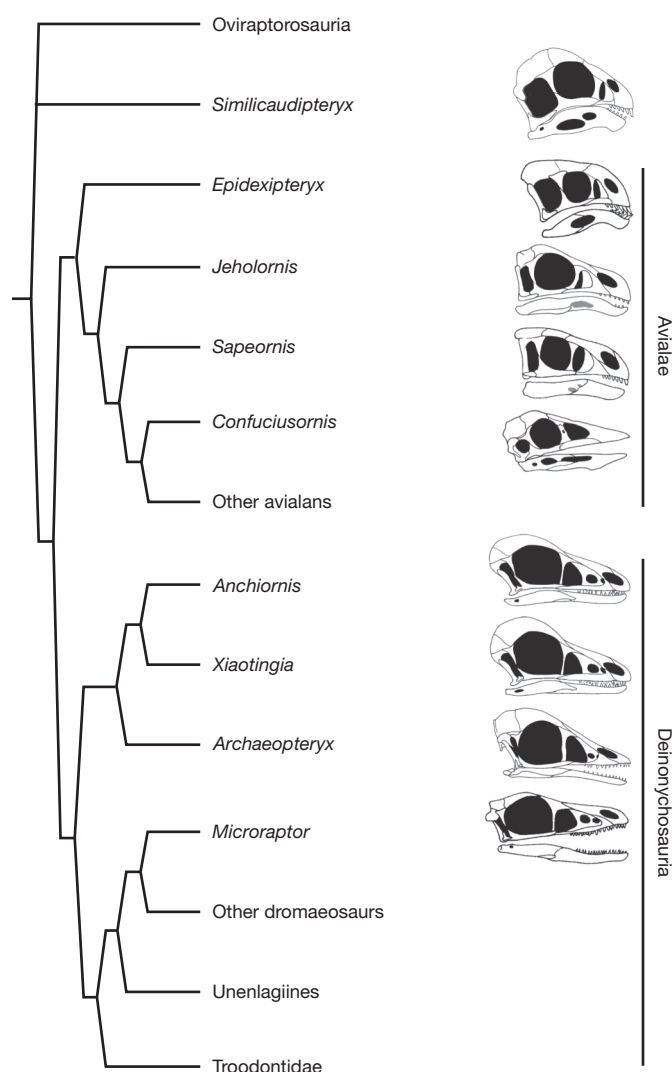 Oviraptorosauria
Similicaudipteryx
Epidexipteryx
Jeholornis
Sapeornis
Confuciusornis
Other avialans
Avialae
Anchiornis
Xiaotingia
Archaeopteryx
Microraptor
Other dromaeosaurs
Unenlagiines
Troodontidae
Deinonychosauria